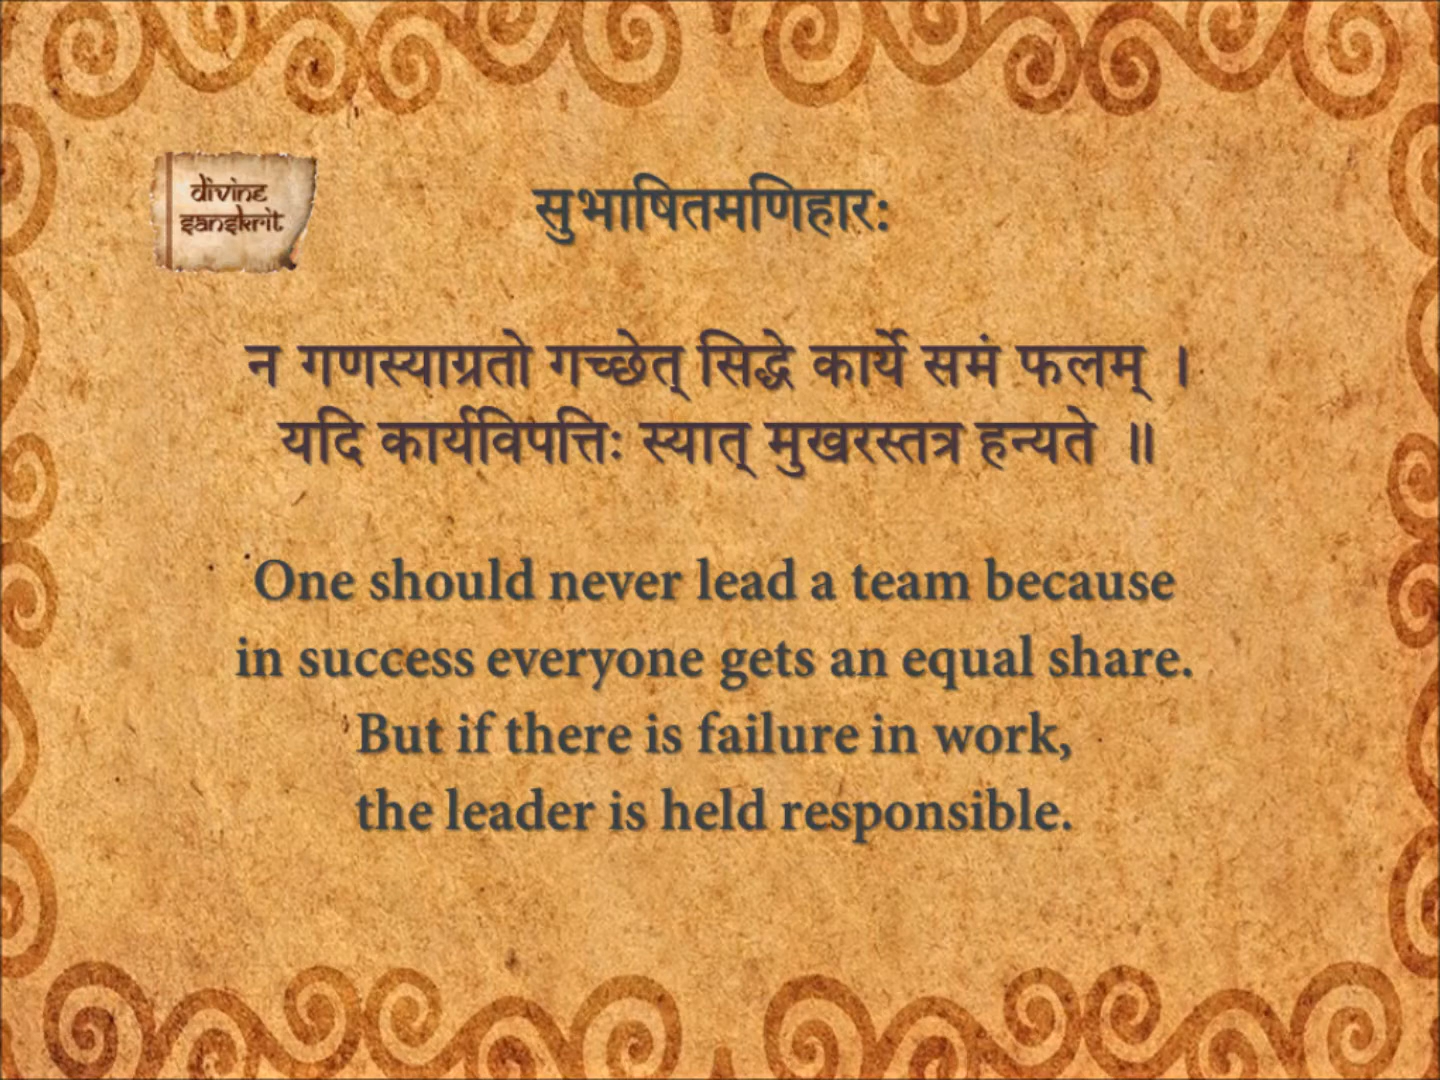 divine
sanskrit
सुभाषितमणिहार:
न गणस्याग्रतो गच्छेत् सिद्धे कार्ये समं फलम् ।
यदि कार्यविपत्तिः स्यात् मुखरस्तत्र हन्यते ॥
One should never lead a team because
in success everyone gets an equal share.
But if there is failure in work,
the leader is held responsible.